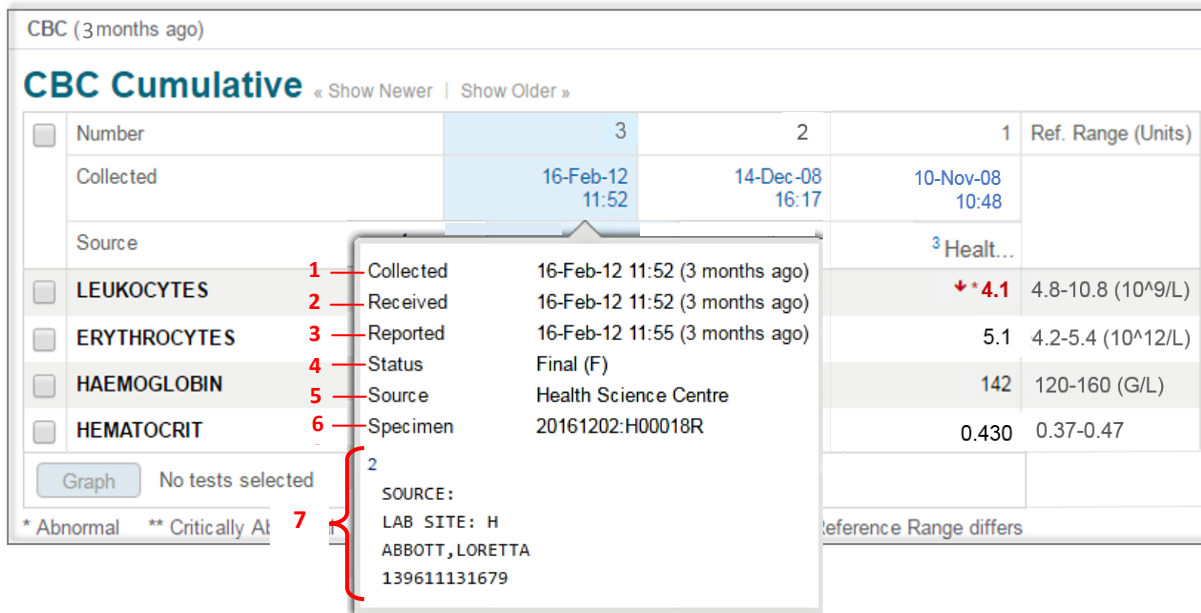 CBC (3 months ago)
CBC Cumulative « Show Newer | Show Older »
Number 3 2 1 Ref. Range (Units)
Collected 16-Feb-12 14-Dec-08 10-Nov-08
11:52 16:17 10:48
Source 3 Healt...
1 Collected 16-Feb-12 11:52 (3 months ago)
2 Received 16-Feb-12 11:52 (3 months ago)
3 Reported 16-Feb-12 11:55 (3 months ago)
4 Status Final (F)
5 Source Health Science Centre
6 Specimen 20161202:H00018R
7
2
SOURCE:
LAB SITE: H
ABBOTT,LORETTA
139611131679
LEUKOCYTES ↓ * 4.1 4.8-10.8 (10^9/L)
ERYTHROCYTES 5.1 4.2-5.4 (10^12/L)
HAEMOGLOBIN 142 120-160 (G/L)
HEMATOCRIT 0.430 0.37-0.47
Graph No tests selected
* Abnormal ** Critically Reference Range differs